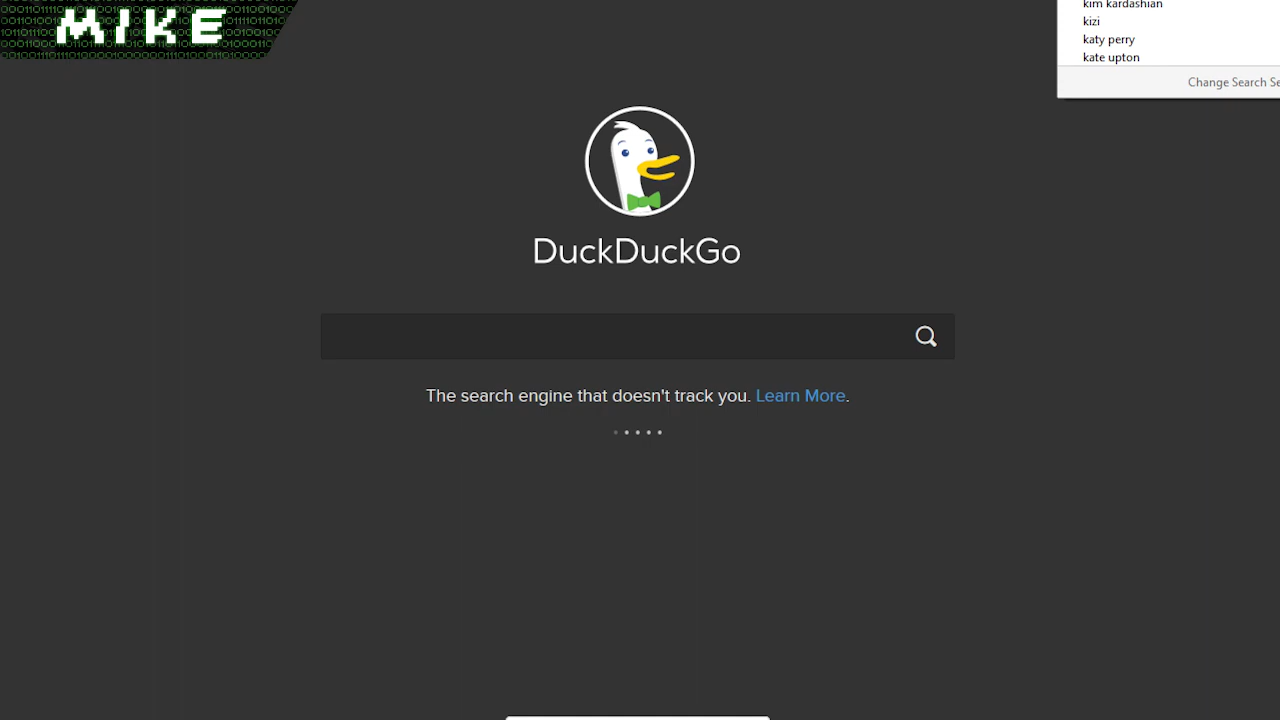 MIKE
kim kardashian
kizi
katy perry
kate upton
Change Search Se
DuckDuckGo
The search engine that doesn't track you. Learn More.